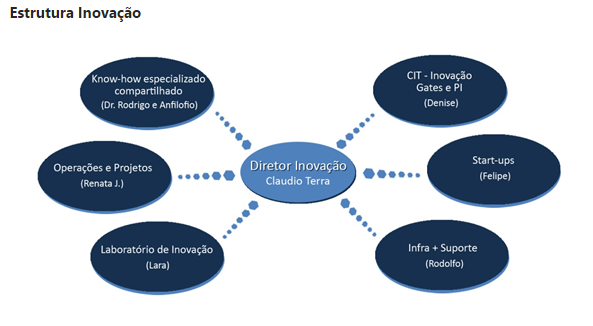 Estrutura Inovação
Know-how especializado
compartilhado
(Dr. Rodrigo e Anfilofio)
CIT - Inovação
Gates e PI
(Denise)
Operações e Projetos
(Renata J.)
Diretor Inovação
Claudio Terra
Start-ups
(Felipe)
Laboratório de Inovação
(Lara)
Infra + Suporte
(Rodolfo)